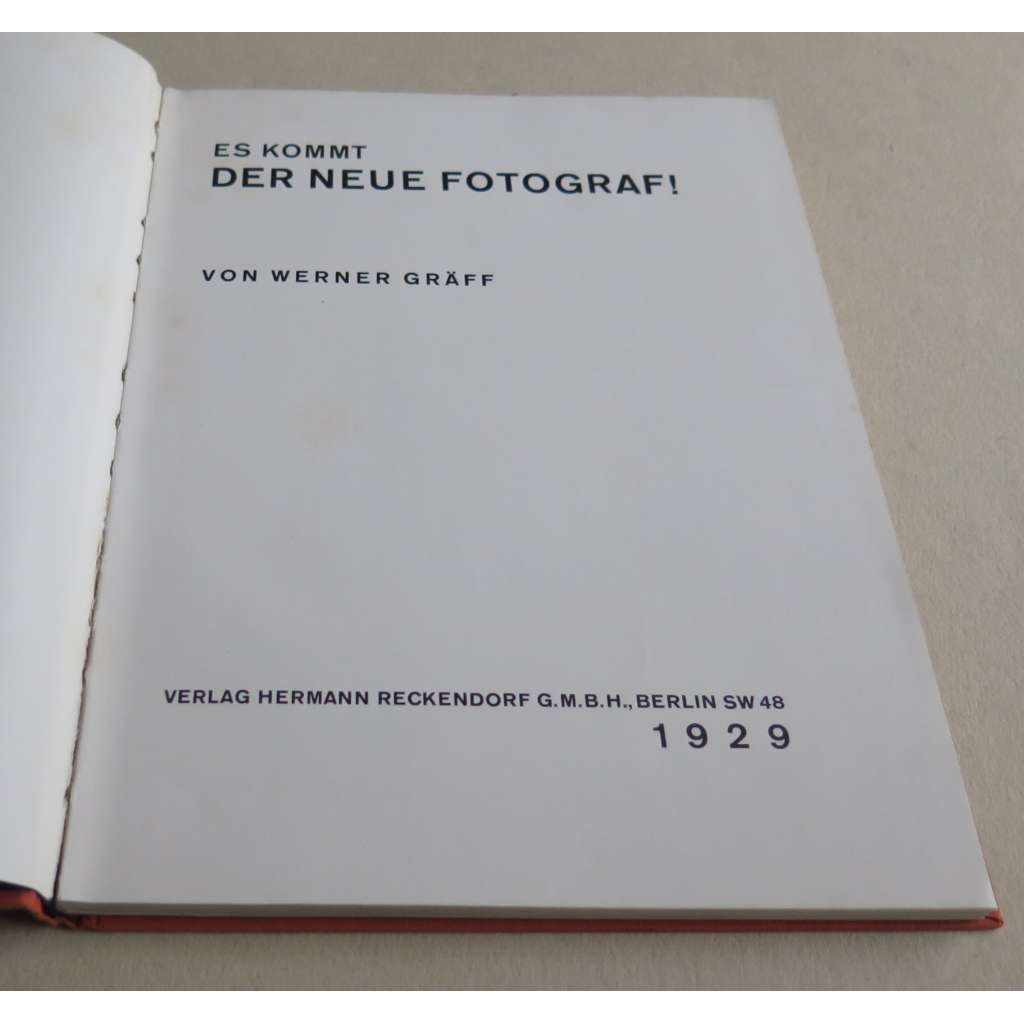 ES KOMMT
DER NEUE FOTOGRAF!
VON WERNER GRÄFF
VERLAG HERMANN RECKENDORF G.M.B.H., BERLIN SW 48
1929